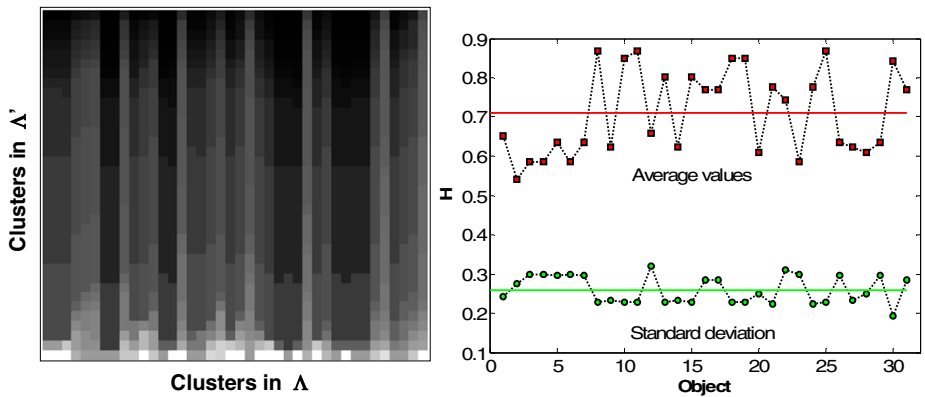 Clusters in Λ'
Clusters in Λ
0.9
0.8
0.7
0.6
0.5
0.4
0.3
0.2
0.1
H
Average values
Standard deviation
0 5 10 15 20 25 30
Object